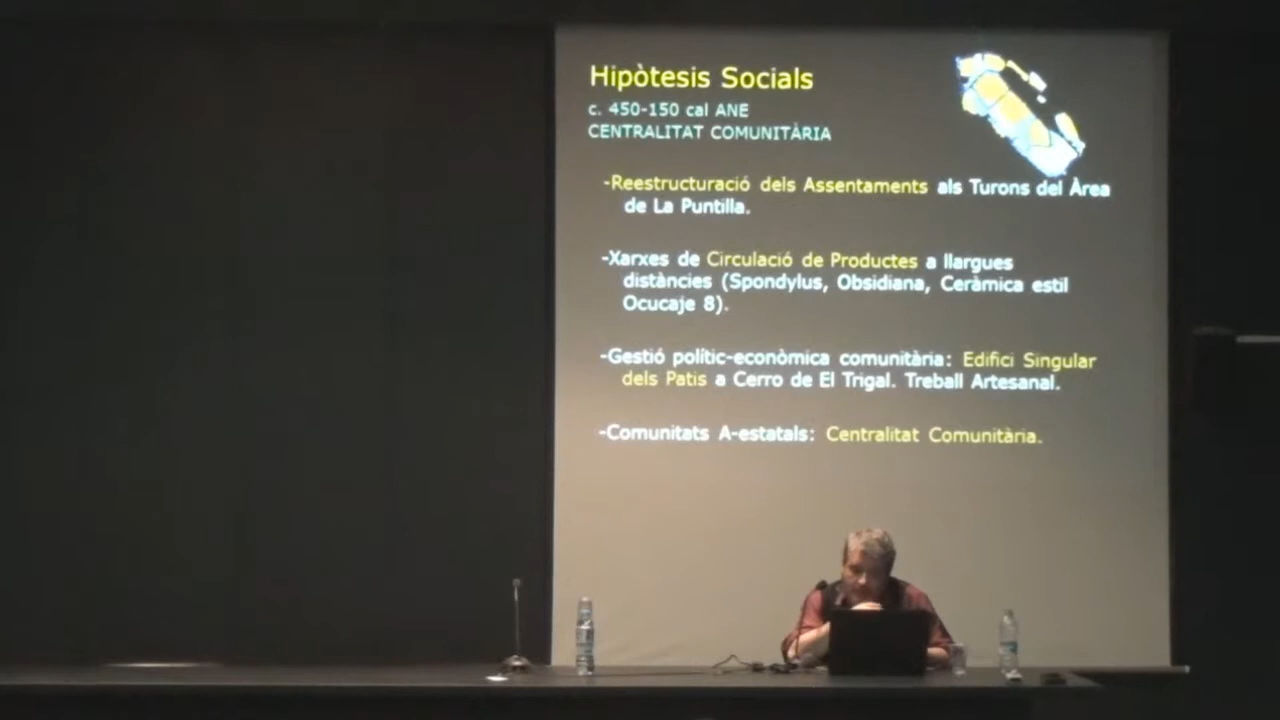 Hipòtesis Socials
c. 450-150 cal ANE
CENTRALITAT COMUNITÀRIA
-Reestructuració dels Assentaments als Turons del Àrea
de La Puntilla.
-Xarxes de Circulació de Productes a llargues
distàncies (Spondylus, Obsidiana, Ceràmica estil
Ocucaje 8).
-Gestió polític-econòmica comunitària: Edifici Singular
dels Patis a Cerro de El Trigal. Treball Artesanal.
-Comunitats A-estatals: Centralitat Comunitària.